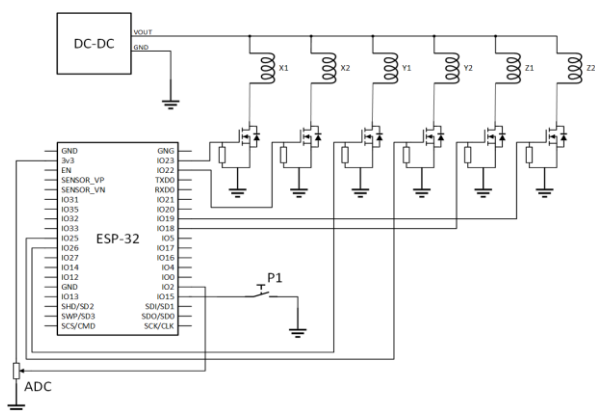 DC-DC
VOUT
GND
X1
X2
Y1
Y2
Z1
Z2
ESP-32
GND
3v3
EN
SENSOR_VP
SENSOR_VN
IO31
IO35
IO32
IO33
IO25
IO26
IO27
IO14
IO12
GND
IO13
SHD/SD2
SWP/SD3
SCS/CMD
GNG
IO23
IO22
TXD0
RXD0
IO21
IO20
IO19
IO18
IO5
IO17
IO16
IO4
IO0
IO2
IO15
SDI/SD1
SDO/SD0
SCK/CLK
P1
ADC